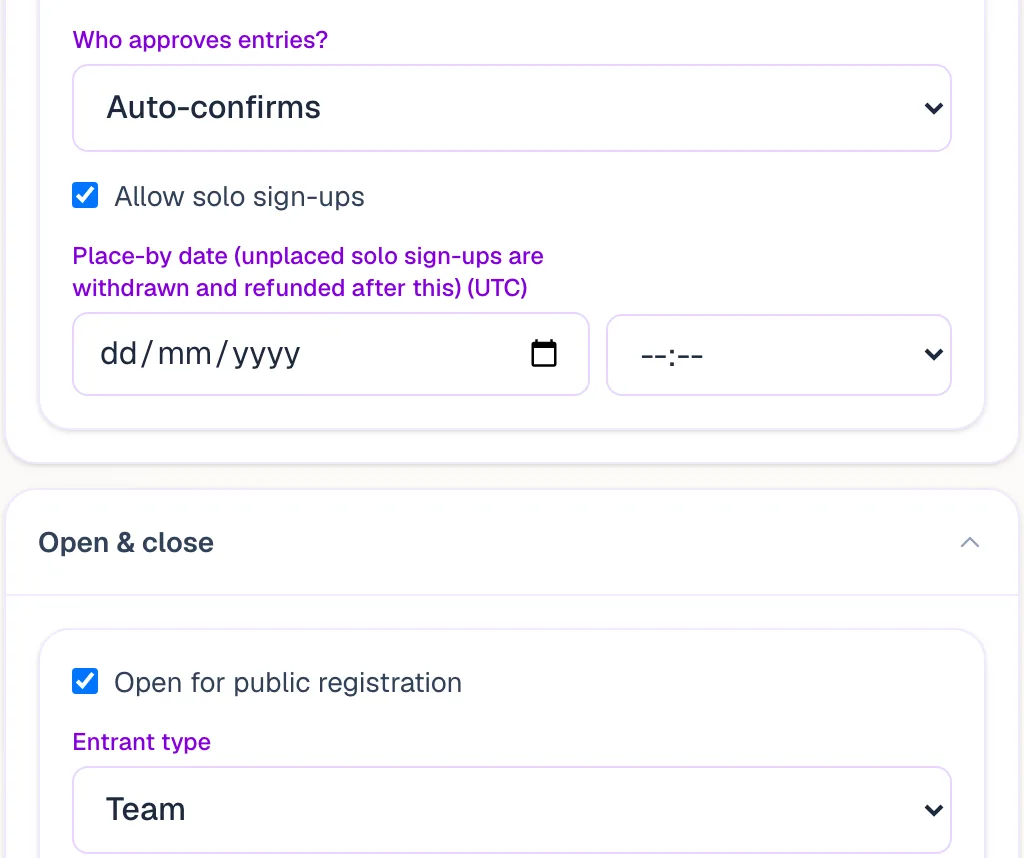 Who approves entries?
Auto-confirms
Allow solo sign-ups
Place-by date (unplaced solo sign-ups are
withdrawn and refunded after this) (UTC)
dd/mm/yyyy
--:--
Open & close
Open for public registration
Entrant type
Team